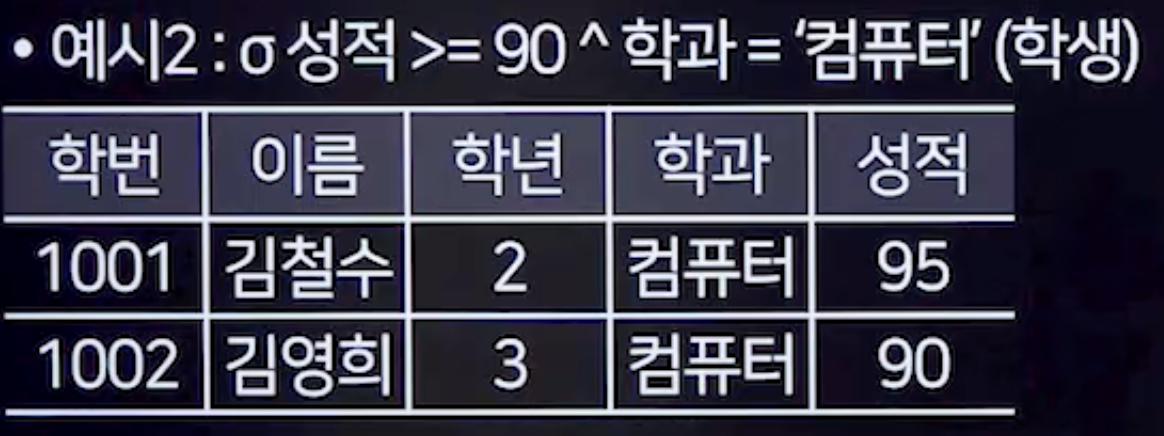 • 예시2 : σ 성적 >= 90 ^ 학과 = ‘컴퓨터’ (학생)
학번 이름 학년 학과 성적
1001 김철수 2 컴퓨터 95
1002 김영희 3 컴퓨터 90